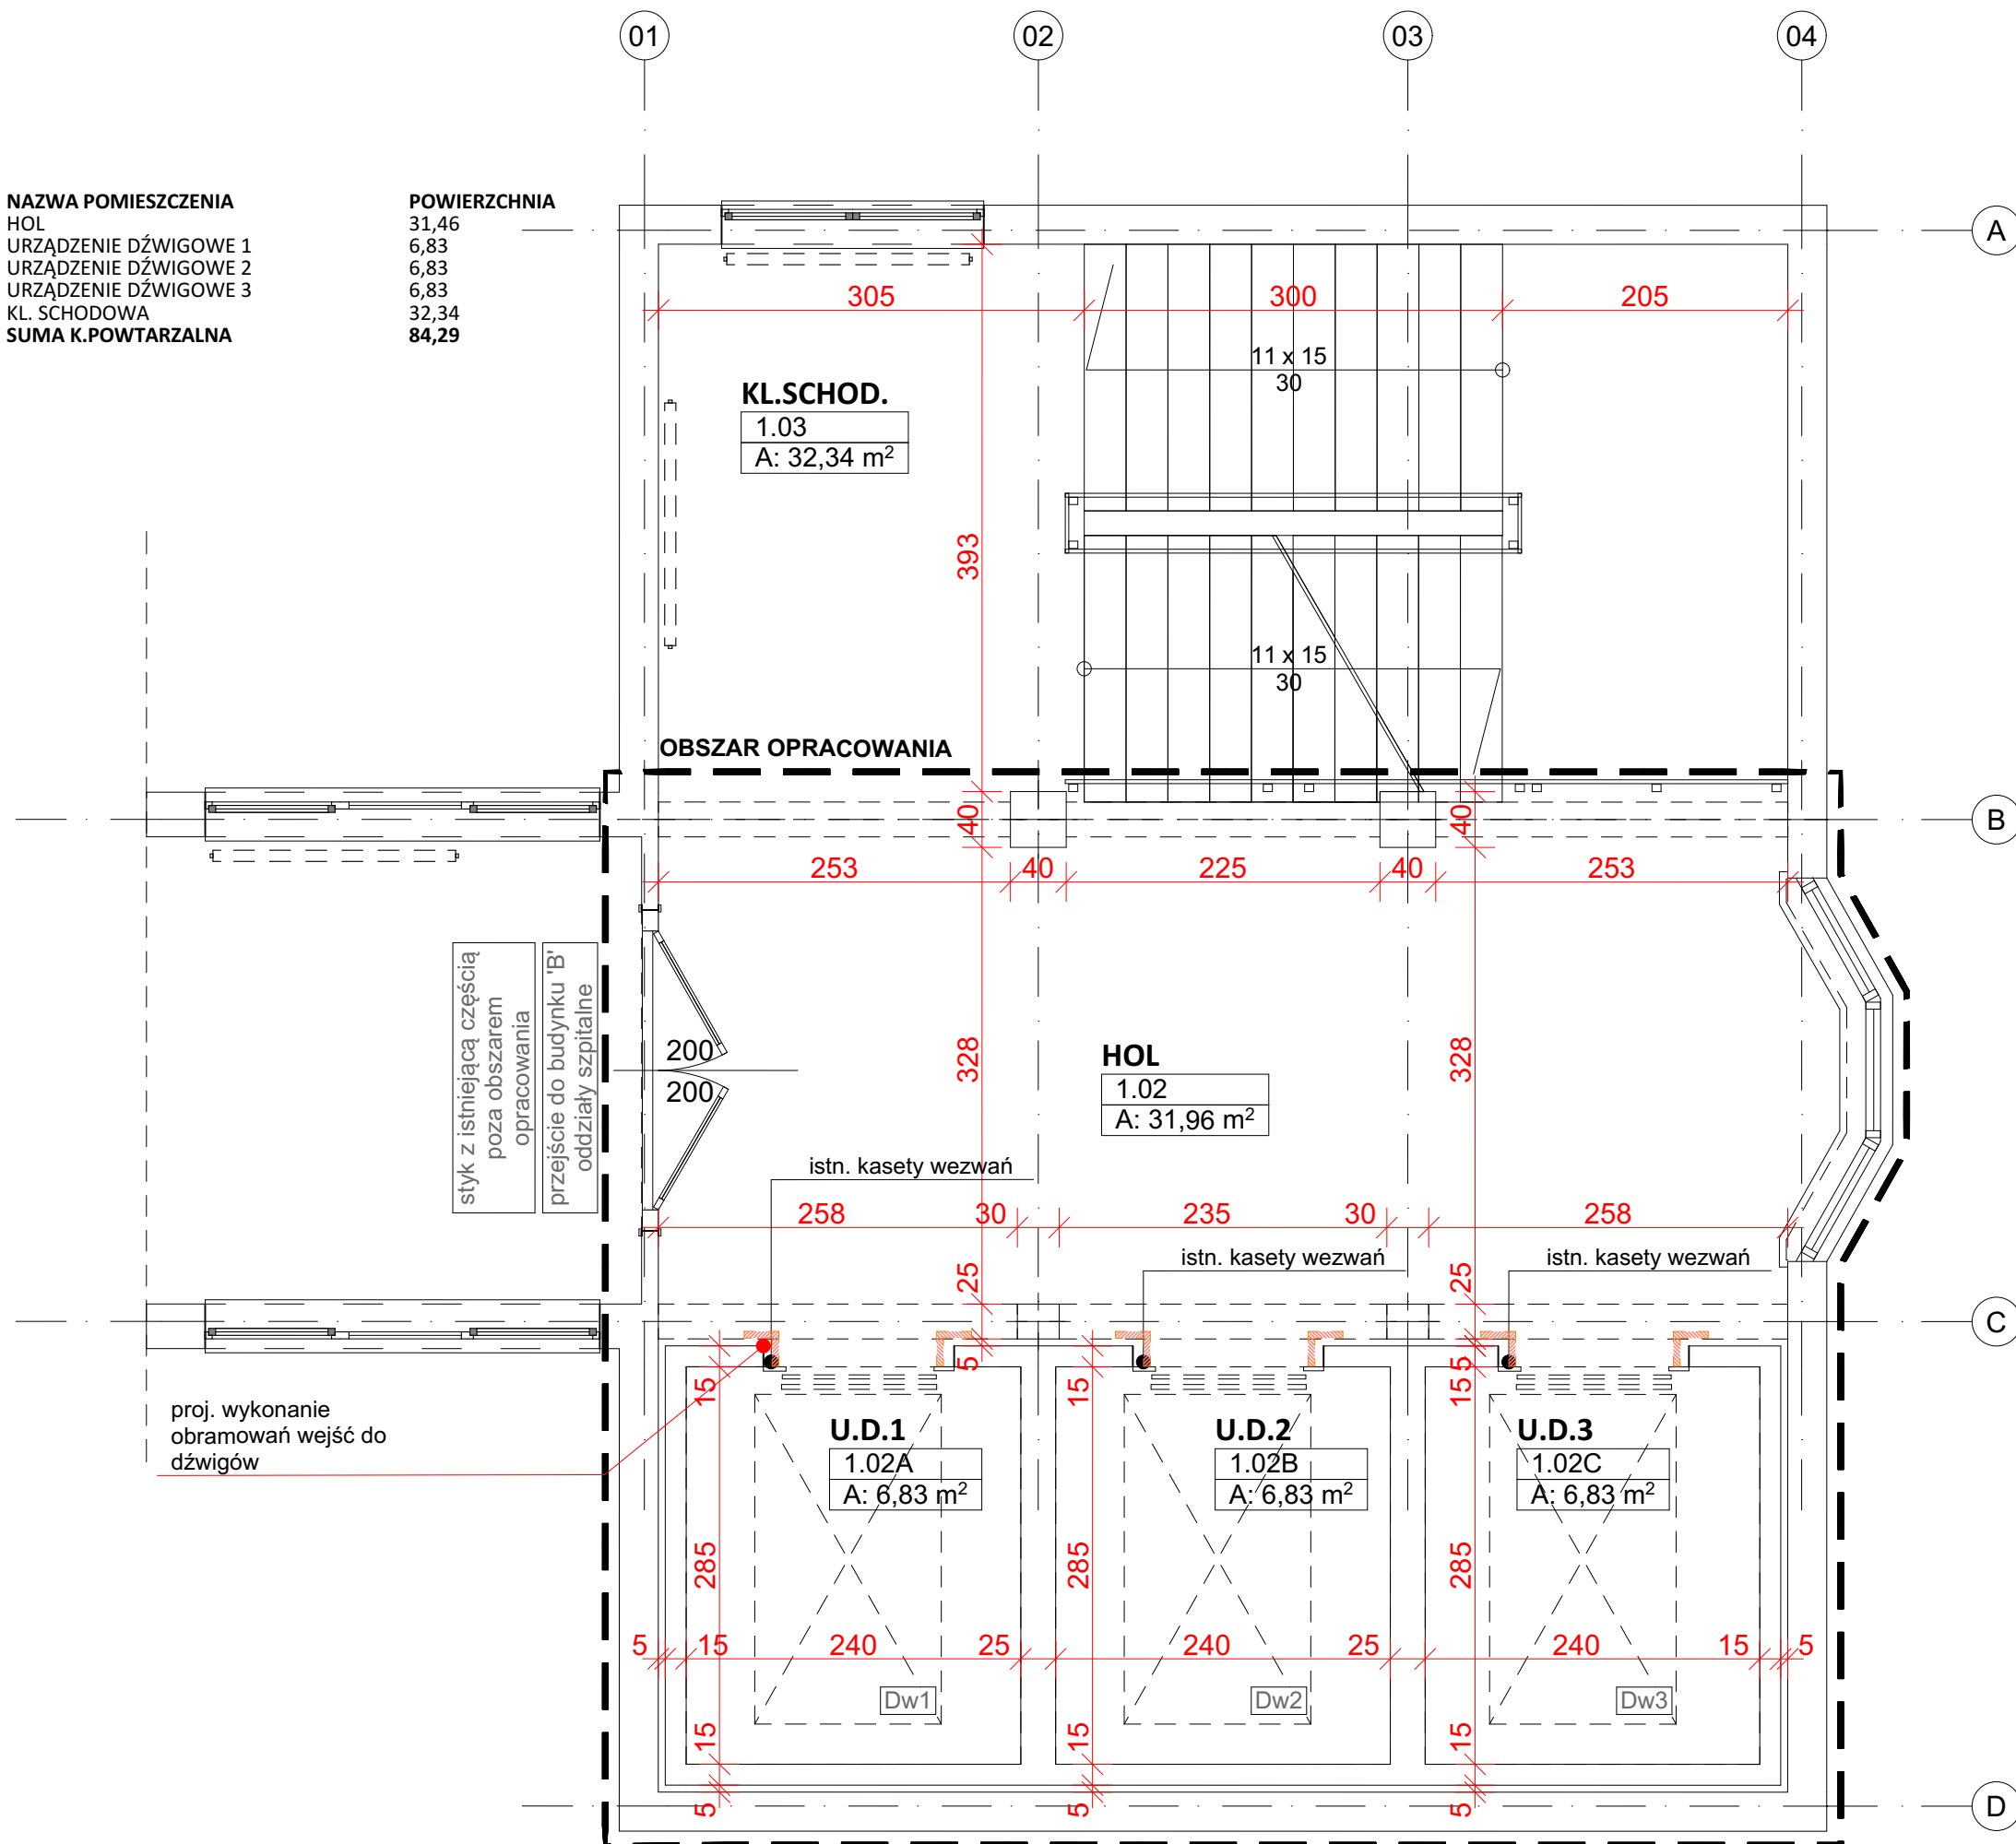 01
02
03
04
A
NAZWA POMIESZCZENIA POWIERZCHNIA
HOL 31,46
URZĄDZENIE DŹWIGOWE 1 6,83
URZĄDZENIE DŹWIGOWE 2 6,83
URZĄDZENIE DŹWIGOWE 3 6,83
KL. SCHODOWA 32,34
SUMA K.POWTARZALNA 84,29
305
300
205
11 x 15
30
KL.SCHOD.
1.03
A: 32,34 m²
393
11 x 15
30
OBSZAR OPRACOWANIA
40
40
B
253
40
225
40
253
styk z istniejącą częścią
poza obszarem
opracowania
przejście do budynku 'B'
oddziały szpitalne
200
200
328
328
HOL
1.02
A: 31,96 m²
istn. kasety wezwań
258
30
235
30
258
istn. kasety wezwań
istn. kasety wezwań
25
25
C
5
5
15
15
15
proj. wykonanie
obramowań wejść do
dźwigów
U.D.1
1.02A
A: 6,83 m²
U.D.2
1.02B
A: 6,83 m²
U.D.3
1.02C
A: 6,83 m²
285
285
285
5
15
240
25
240
25
240
15
5
Dw1
Dw2
Dw3
15
15
15
5
5
5
D